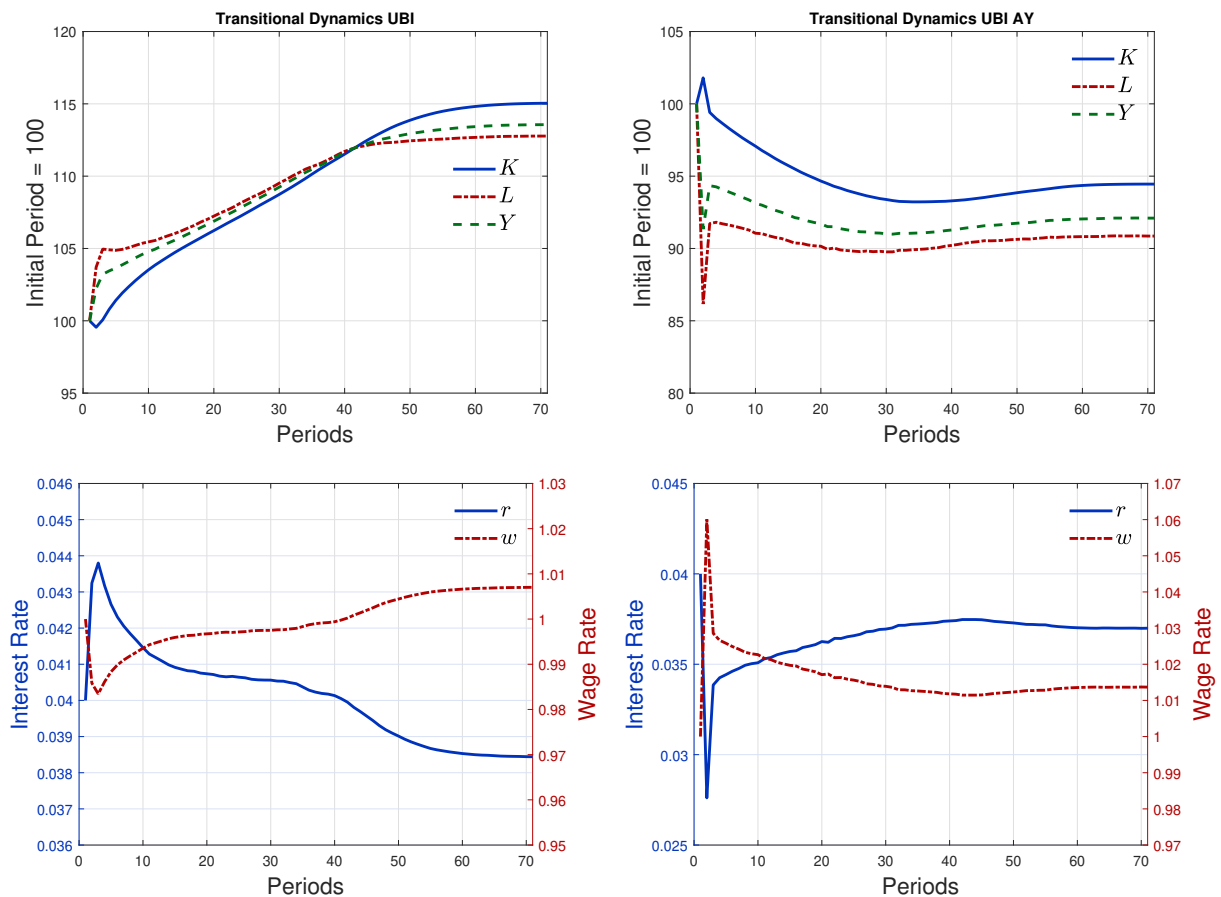 Transitional Dynamics UBI
120
115
110
105
100
95
Initial Period = 100
K
L
Y
0 10 20 30 40 50 60 70
Periods
Transitional Dynamics UBI AY
105
100
95
90
85
80
Initial Period = 100
K
L
Y
0 10 20 30 40 50 60 70
Periods
0.046
0.045
0.044
0.043
0.042
0.041
0.04
0.039
0.038
0.037
0.036
Interest Rate
r
w
1.03
1.02
1.01
1
0.99
0.98
0.97
0.96
0.95
Wage Rate
0 10 20 30 40 50 60 70
Periods
0.045
0.04
0.035
0.03
0.025
Interest Rate
r
w
1.07
1.06
1.05
1.04
1.03
1.02
1.01
1
0.99
0.98
0.97
Wage Rate
0 10 20 30 40 50 60 70
Periods